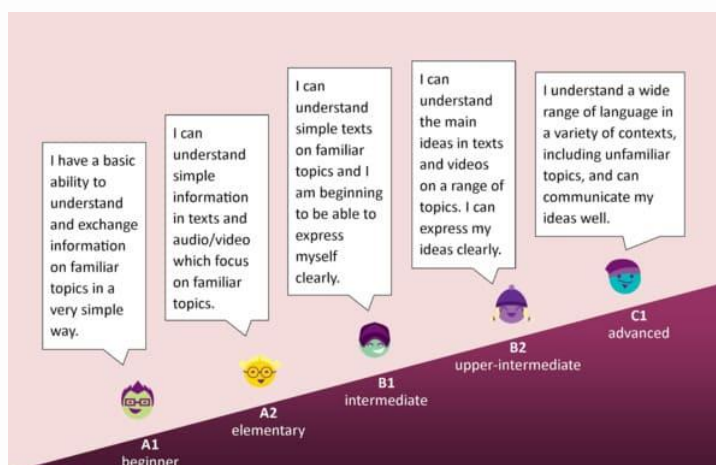 I have a basic
ability to
understand
and exchange
information
on familiar
topics in a
very simple
way.
A1
beginner
I can
understand
simple
information
in texts and
audio/video
which focus
on familiar
topics.
A2
elementary
I can
understand
simple texts
on familiar
topics and I
am beginning
to be able to
express
myself
clearly.
B1
intermediate
I can
understand
the main
ideas in texts
and videos
on a range of
topics. I can
express my
ideas clearly.
B2
upper-intermediate
I understand a wide
range of language in
a variety of contexts,
including unfamiliar
topics, and can
communicate my
ideas well.
C1
advanced